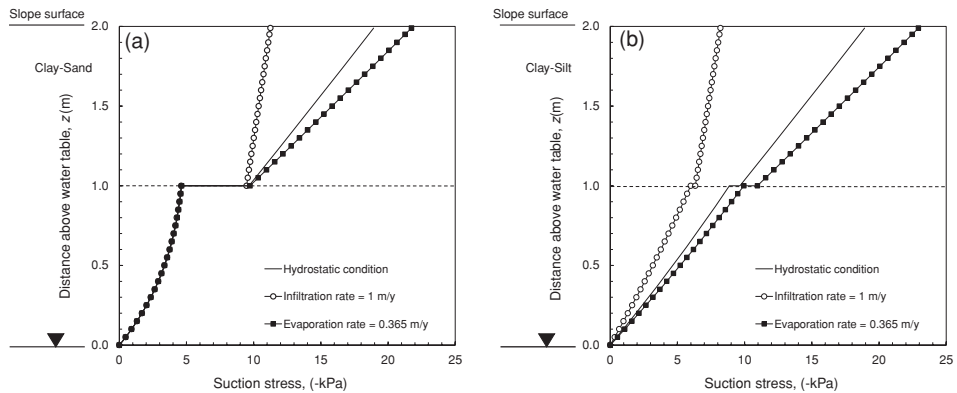 Slope surface
Clay-Sand
Distance above water table, z(m)
2.0
1.5
1.0
0.5
0.0
(a)
Hydrostatic condition
Infiltration rate = 1 m/y
Evaporation rate = 0.365 m/y
0 5 10 15 20 25
Suction stress, (-kPa)
Slope surface
Clay-Silt
Distance above water table, z(m)
2.0
1.5
1.0
0.5
0.0
(b)
Hydrostatic condition
Infiltration rate = 1 m/y
Evaporation rate = 0.365 m/y
0 5 10 15 20 25
Suction stress, (-kPa)